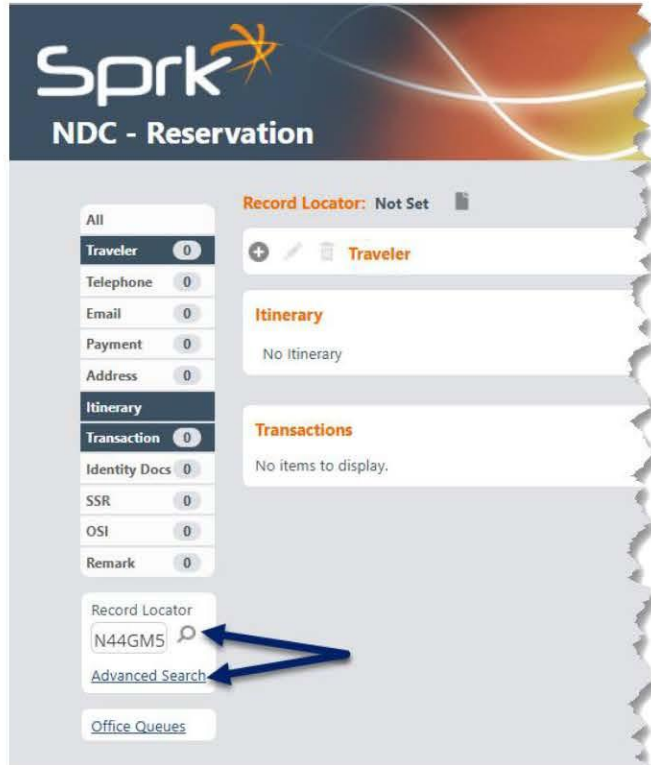 Sprk
NDC - Reservation
Record Locator: Not Set
All
Traveler 0
Telephone 0
Email 0
Payment 0
Address 0
Itinerary
Transaction 0
Identity Docs 0
SSR 0
OSI 0
Remark 0
Traveler
Itinerary
No Itinerary
Transactions
No items to display.
Record Locator
N44GM5
Advanced Search
Office Queues